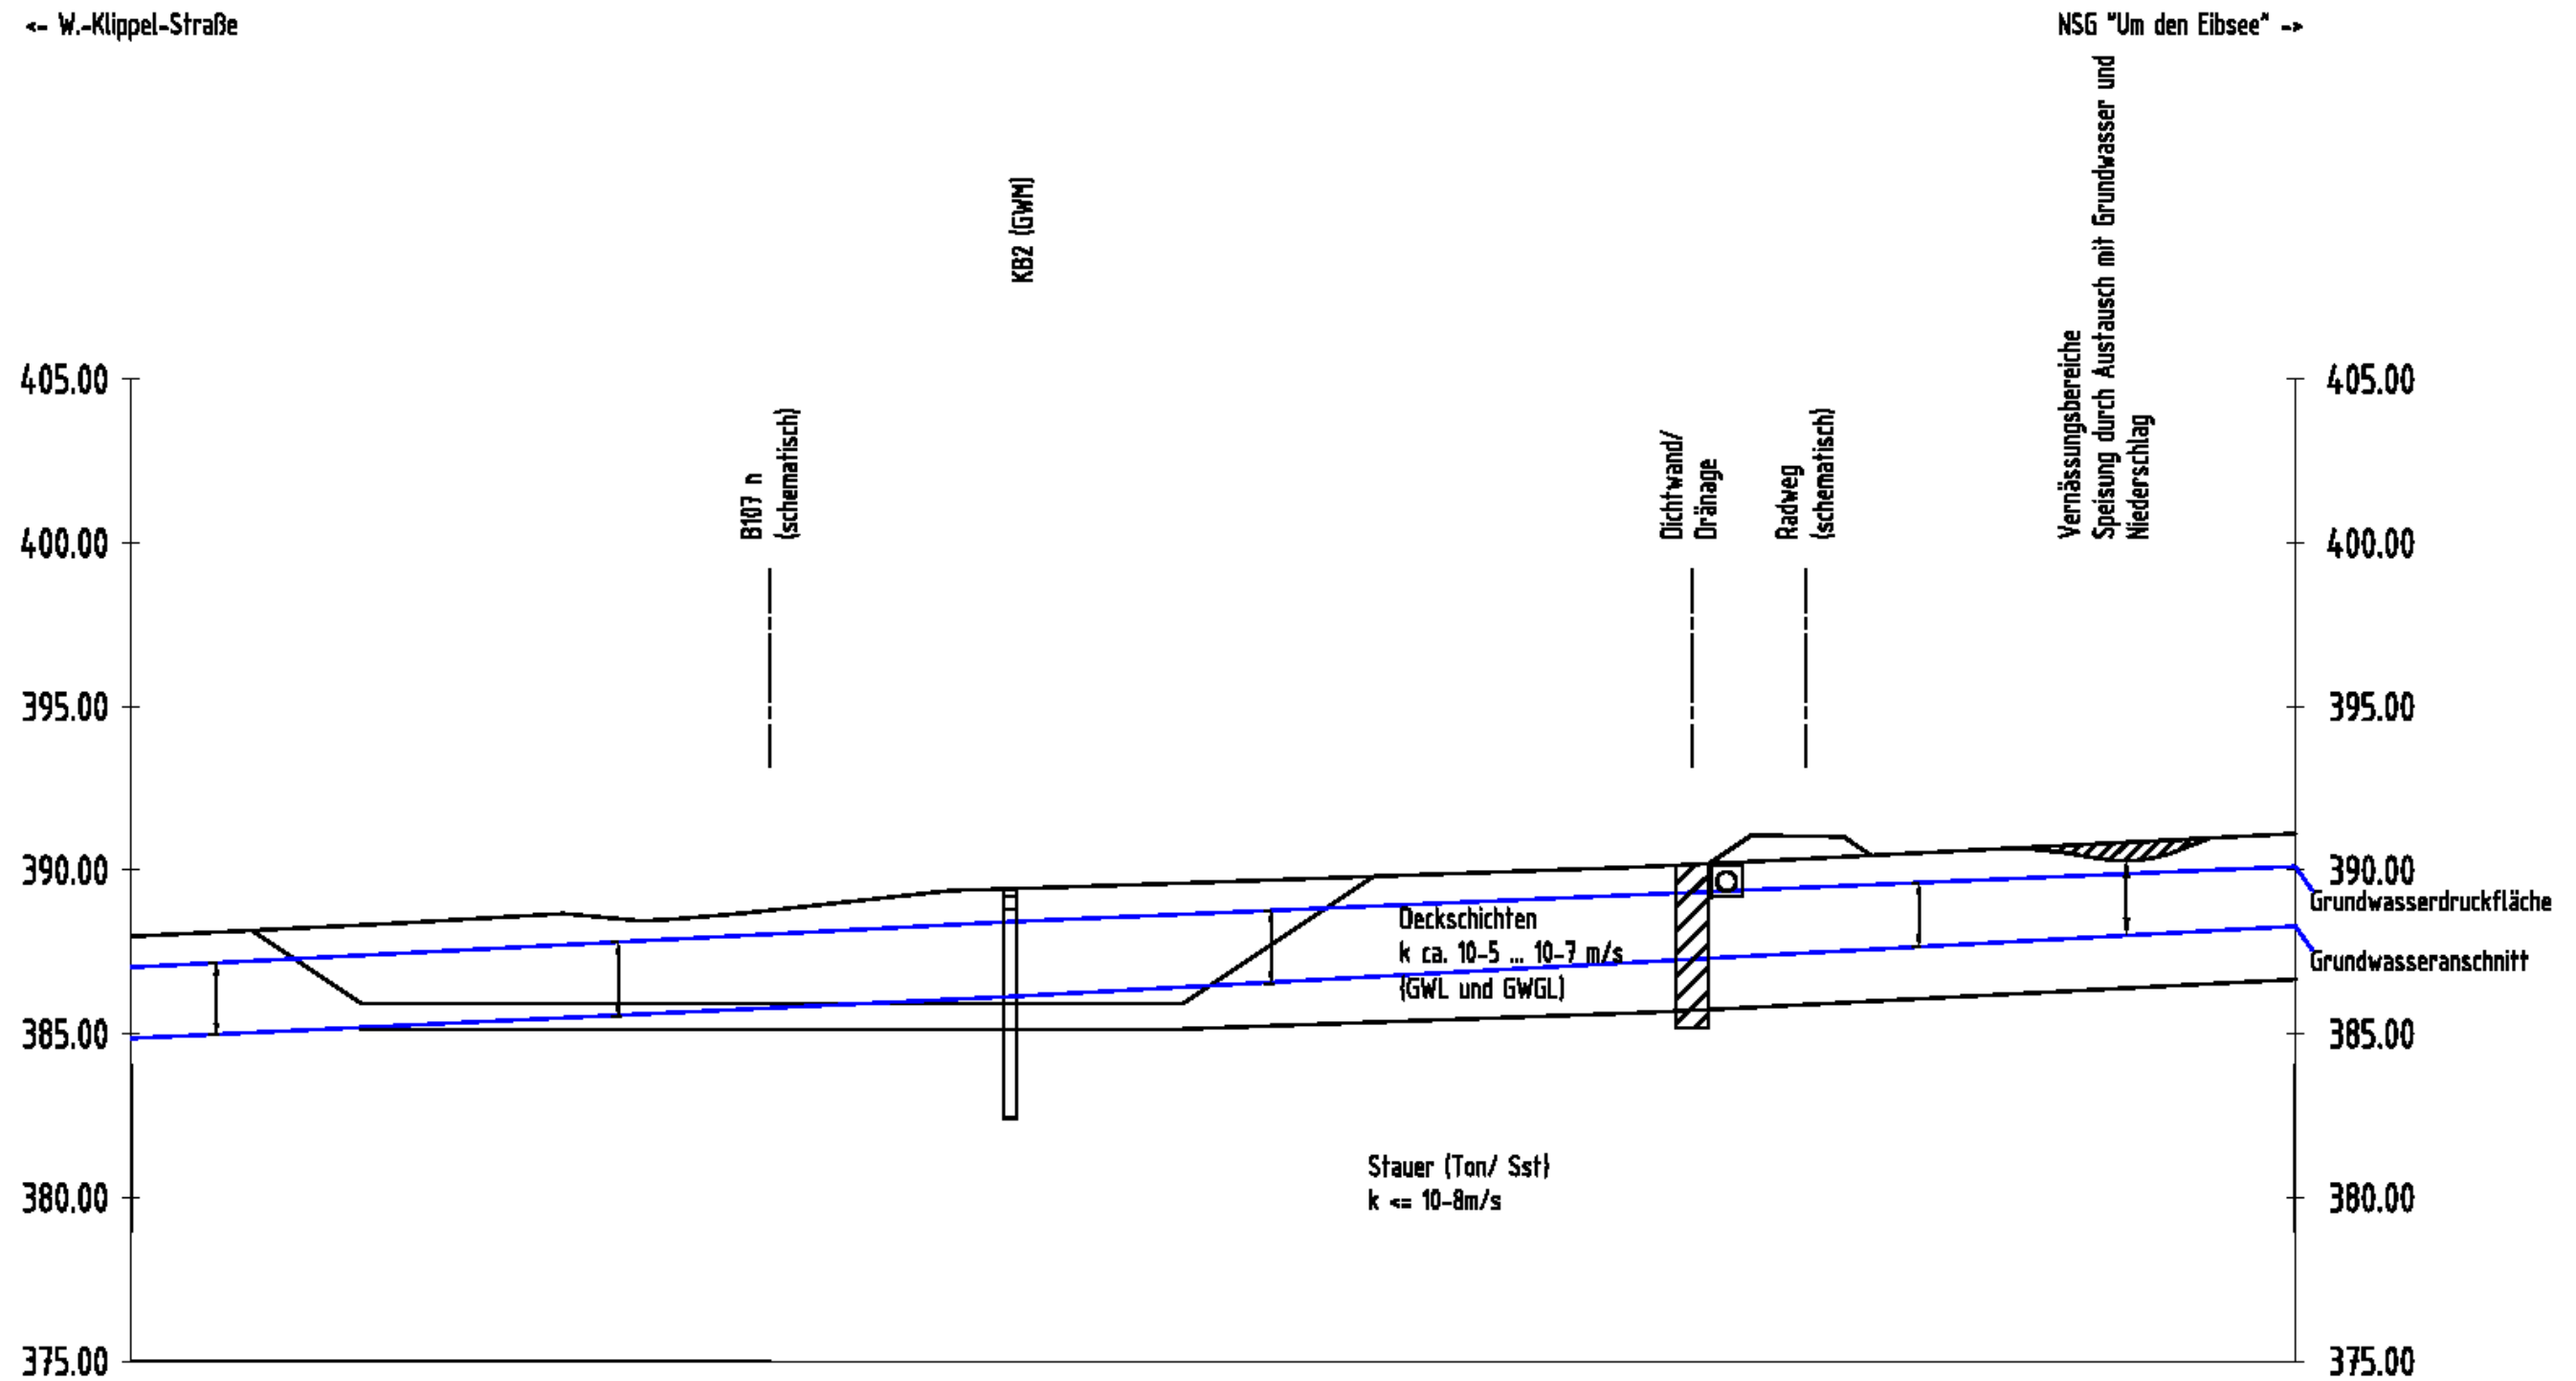 <- W.-Klippel-Straße
NSG "Um den Eibsee" ->
KB2 (GWM)
B107 n
(schematisch)
Dichtwand/
Dränage
Radweg
(schematisch)
Vernässungsbereiche
Speisung durch Austausch mit Grundwasser und
Niederschlag
405.00
405.00
400.00
400.00
395.00
395.00
390.00
390.00
Grundwasserdruckfläche
Deckschichten
k ca. 10-5 ... 10-7 m/s
(GWL und GWGL)
Grundwasseranschnitt
385.00
385.00
Stauer (Ton/ Sst)
k <= 10-8m/s
380.00
380.00
375.00
375.00